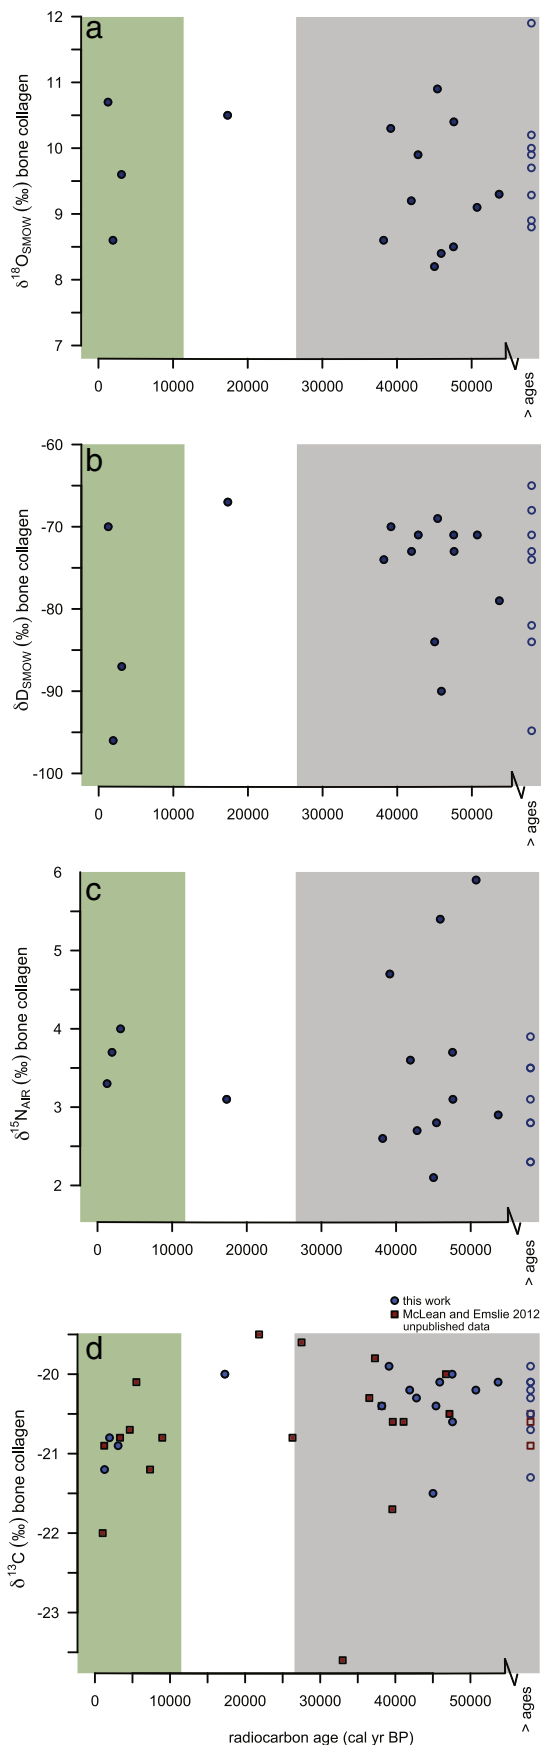 a
12
11
10
9
8
7
δ18OSMOW (‰) bone collagen
0 10000 20000 30000 40000 50000
> ages
b
-60
-70
-80
-90
-100
δDSMOW (‰) bone collagen
0 10000 20000 30000 40000 50000
> ages
c
6
5
4
3
2
δ15NAIR (‰) bone collagen
0 10000 20000 30000 40000 50000
> ages
this work
McLean and Emslie 2012
unpublished data
d
-20
-21
-22
-23
δ13C (‰) bone collagen
0 10000 20000 30000 40000 50000
> ages
radiocarbon age (cal yr BP)